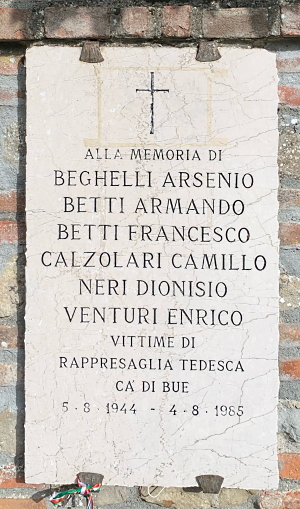 ALLA MEMORIA DI
BEGHELLI ARSENIO
BETTI ARMANDO
BETTI FRANCESCO
CALZOLARI CAMILLO
NERI DIONISIO
VENTURI ENRICO
VITTIME DI
RAPPRESAGLIA TEDESCA
CA' DI BUE
5·8·1944 - 4·8·1985